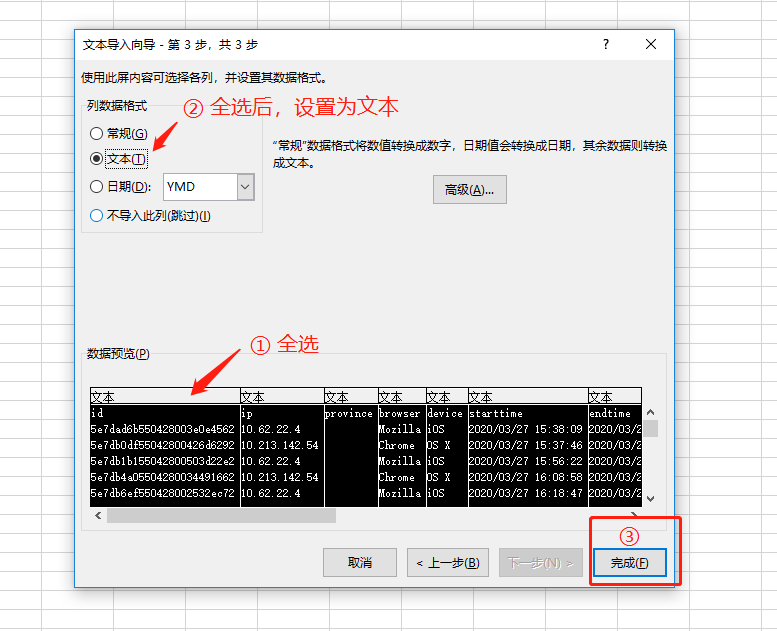 文本导入向导 - 第 3 步，共 3 步
?
使用此屏内容可选择各列，并设置其数据格式。
列数据格式
② 全选后，设置为文本
常规(G)
文本(T)
日期(D):
YMD
不导入此列(跳过)(I)
“常规”数据格式将数值转换成数字，日期值会转换成日期，其余数据则转换
成文本。
高级(A)...
① 全选
数据预览(P)
文本 文本 文本 文本 文本 文本 文本
id ip province browser device starttime endtime
5e7dad6b550428003e0e4562 10.62.22.4 Mozilla iOS 2020/03/27 15:38:09 2020/03/2
5e7db0df55042800426d6292 10.213.142.54 Chrome OS X 2020/03/27 15:37:46 2020/03/2
5e7db1b155042800503d22e2 10.62.22.4 Mozilla iOS 2020/03/27 15:56:22 2020/03/2
5e7db4a05504280034491662 10.213.142.54 Chrome OS X 2020/03/27 16:08:58 2020/03/2
5e7db6ef550428002532ec72 10.62.22.4 Mozilla iOS 2020/03/27 16:18:47 2020/03/2
③
取消
< 上一步(B)
下一步(N) >
完成(F)